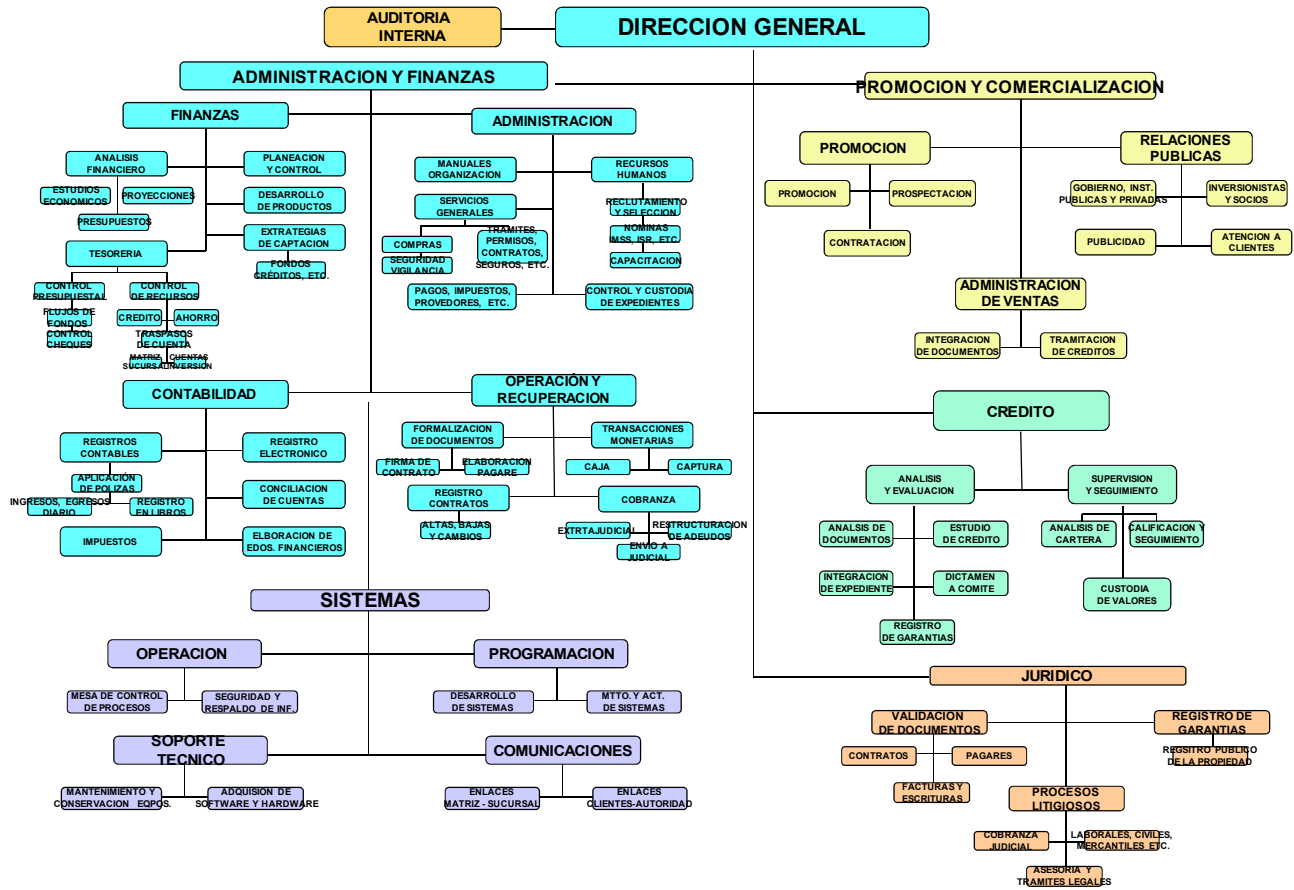 AUDITORIA
INTERNA
DIRECCION GENERAL
ADMINISTRACION Y FINANZAS
PROMOCION Y COMERCIALIZACION
FINANZAS
ADMINISTRACION
ANALISIS
FINANCIERO
PLANEACION
Y CONTROL
ESTUDIOS
ECONOMICOS
PROYECCIONES
PRESUPUESTOS
DESARROLLO
DE PRODUCTOS
EXTRATEGIAS
DE CAPTACION
FONDOS
CRÉDITOS, ETC.
TESORERIA
CONTROL
PRESUPUESTAL
CONTROL
DE RECURSOS
FLUJOS DE
FONDOS
CONTROL
CHEQUES
CREDITO
AHORRO
TRASPASOS
DE CUENTA
MATRIZ
SUCURSAL
CUENTAS
INVERSION
MANUALES
ORGANIZACION
RECURSOS
HUMANOS
SERVICIOS
GENERALES
RECLUTAMIENTO
Y SELECCION
COMPRAS
SEGURIDAD
VIGILANCIA
TRAMITES,
PERMISOS,
CONTRATOS,
SEGUROS, ETC.
NOMINAS
IMSS, ISR, ETC.
CAPACITACION
PAGOS, IMPUESTOS,
PROVEDORES, ETC.
CONTROL Y CUSTODIA
DE EXPEDIENTES
PROMOCION
RELACIONES
PUBLICAS
PROMOCION
PROSPECTACION
CONTRATACION
GOBIERNO, INST.
PUBLICAS Y PRIVADAS
INVERSIONISTAS
Y SOCIOS
PUBLICIDAD
ATENCION A
CLIENTES
ADMINISTRACION
DE VENTAS
INTEGRACION
DE DOCUMENTOS
TRAMITACION
DE CREDITOS
CONTABILIDAD
OPERACIÓN Y
RECUPERACION
REGISTROS
CONTABLES
REGISTRO
ELECTRONICO
APLICACIÓN
DE POLIZAS
INGRESOS, EGRESOS
DIARIO
REGISTRO
EN LIBROS
CONCILIACION
DE CUENTAS
IMPUESTOS
ELBORACION DE
EDOS. FINANCIEROS
FORMALIZACION
DE DOCUMENTOS
TRANSACCIONES
MONETARIAS
FIRMA DE
CONTRATO
ELABORACION
PAGARE
CAJA
CAPTURA
REGISTRO
CONTRATOS
COBRANZA
ALTAS, BAJAS
Y CAMBIOS
EXTRTAJUDICIAL
RESTRUCTURACION
DE ADEUDOS
ENVIO A
JUDICIAL
CREDITO
ANALISIS
Y EVALUACION
SUPERVISION
Y SEGUIMIENTO
ANALSIS DE
DOCUMENTOS
ESTUDIO
DE CREDITO
ANALISIS DE
CARTERA
CALIFICACION Y
SEGUIMIENTO
INTEGRACION
DE EXPEDIENTE
DICTAMEN
A COMITE
CUSTODIA
DE VALORES
REGISTRO
DE GARANTIAS
SISTEMAS
OPERACION
PROGRAMACION
MESA DE CONTROL
DE PROCESOS
SEGURIDAD Y
RESPALDO DE INF.
DESARROLLO
DE SISTEMAS
MTTO. Y ACT.
DE SISTEMAS
SOPORTE
TECNICO
COMUNICACIONES
MANTENIMIENTO Y
CONSERVACION EQPOS.
ADQUISION DE
SOFTWARE Y HARDWARE
ENLACES
MATRIZ - SUCURSAL
ENLACES
CLIENTES-AUTORIDAD
JURIDICO
VALIDACION
DE DOCUMENTOS
REGISTRO DE
GARANTIAS
CONTRATOS
PAGARES
REGISTRO PUBLICO
DE LA PROPIEDAD
FACTURAS Y
ESCRITURAS
PROCESOS
LITIGIOSOS
COBRANZA
JUDICIAL
LABORALES, CIVILES,
MERCANTILES ETC.
ASESORIA Y
TRAMITES LEGALES